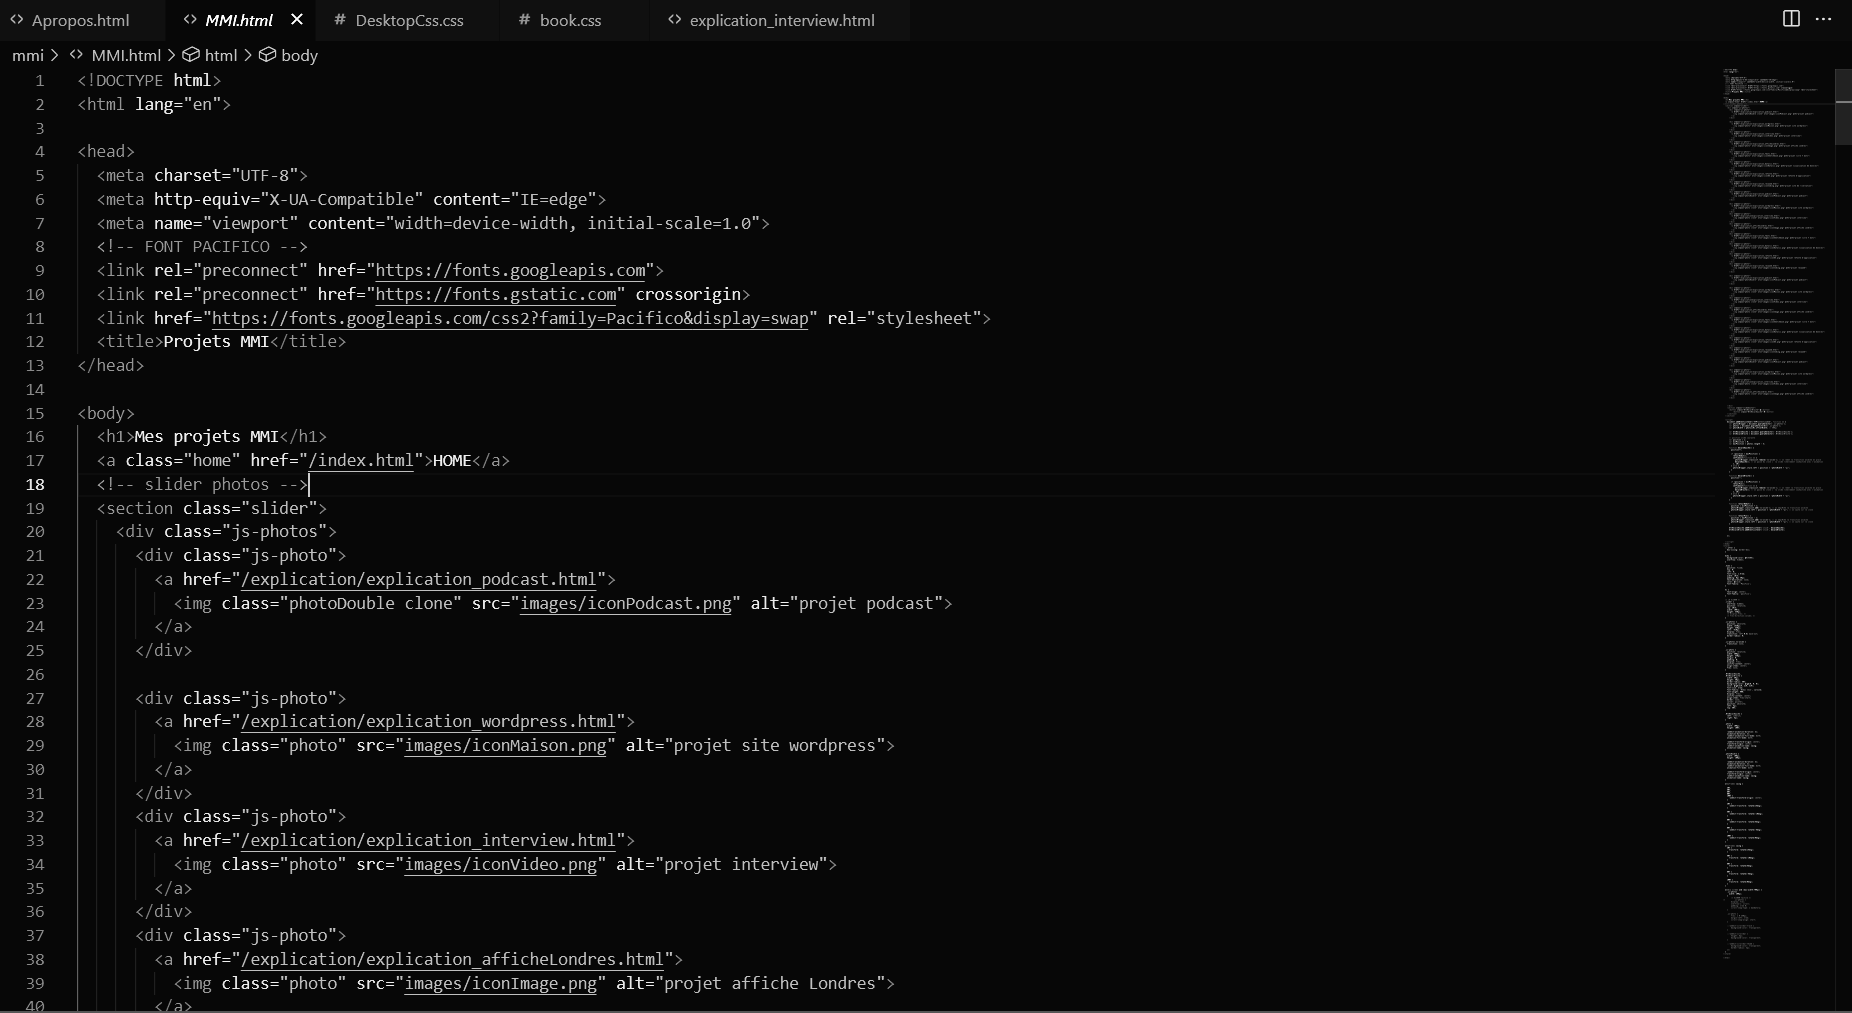 Apropos.html
MMI.html
DesktopCss.css
book.css
explication_interview.html
mmi > MMI.html > html > body
1 <!DOCTYPE html>
2 <html lang="en">
3
4 <head>
5 <meta charset="UTF-8">
6 <meta http-equiv="X-UA-Compatible" content="IE=edge">
7 <meta name="viewport" content="width=device-width, initial-scale=1.0">
8 <!-- FONT PACIFICO -->
9 <link rel="preconnect" href="https://fonts.googleapis.com">
10 <link rel="preconnect" href="https://fonts.gstatic.com" crossorigin>
11 <link href="https://fonts.googleapis.com/css2?family=Pacifico&display=swap" rel="stylesheet">
12 <title>Projets MMI</title>
13 </head>
14
15 <body>
16 <h1>Mes projets MMI</h1>
17 <a class="home" href="/index.html">HOME</a>
18 <!-- slider photos -->
19 <section class="slider">
20 <div class="js-photos">
21 <div class="js-photo">
22 <a href="/explication/explication_podcast.html">
23 <img class="photoDouble clone" src="images/iconPodcast.png" alt="projet podcast">
24 </a>
25 </div>
26
27 <div class="js-photo">
28 <a href="/explication/explication_wordpress.html">
29 <img class="photo" src="images/iconMaison.png" alt="projet site wordpress">
30 </a>
31 </div>
32 <div class="js-photo">
33 <a href="/explication/explication_interview.html">
34 <img class="photo" src="images/iconVideo.png" alt="projet interview">
35 </a>
36 </div>
37 <div class="js-photo">
38 <a href="/explication/explication_afficheLondres.html">
39 <img class="photo" src="images/iconImage.png" alt="projet affiche Londres">
40 </a>